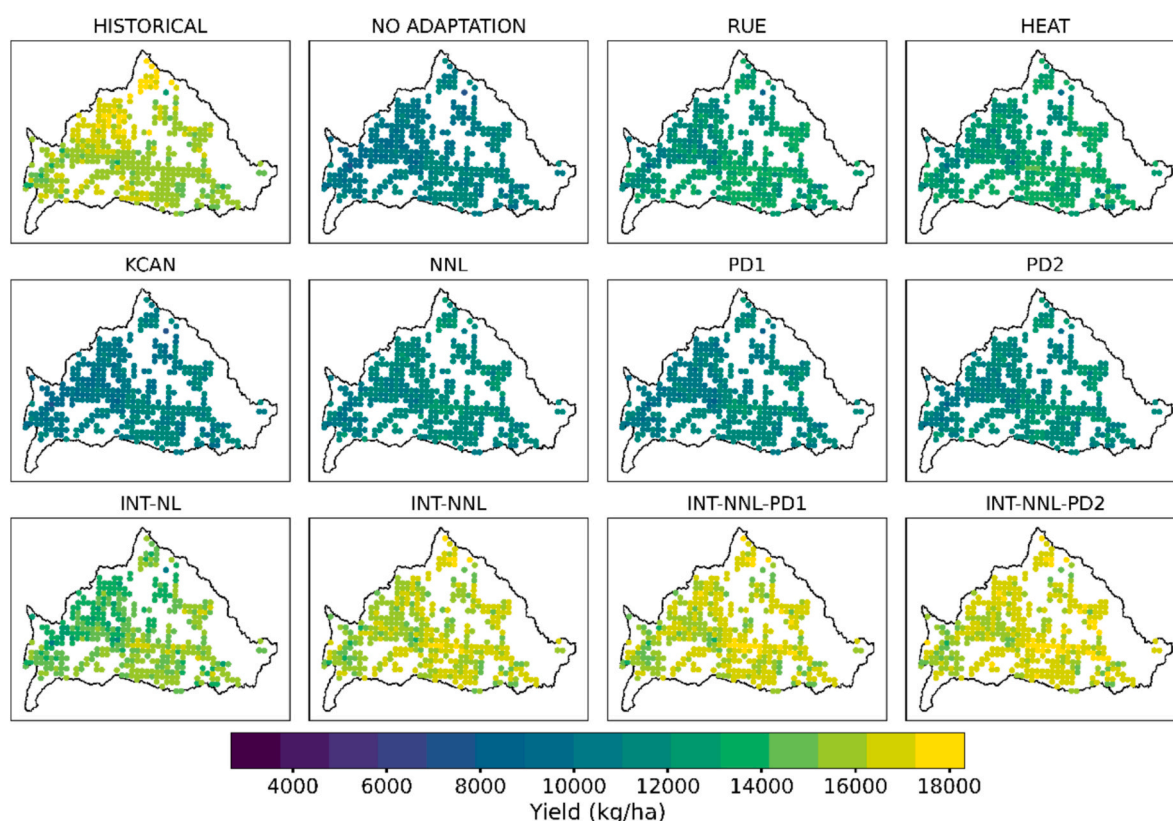 HISTORICAL NO ADAPTATION RUE HEAT
KCAN NNL PD1 PD2
INT-NL INT-NNL INT-NNL-PD1 INT-NNL-PD2
4000 6000 8000 10000 12000 14000 16000 18000
Yield (kg/ha)